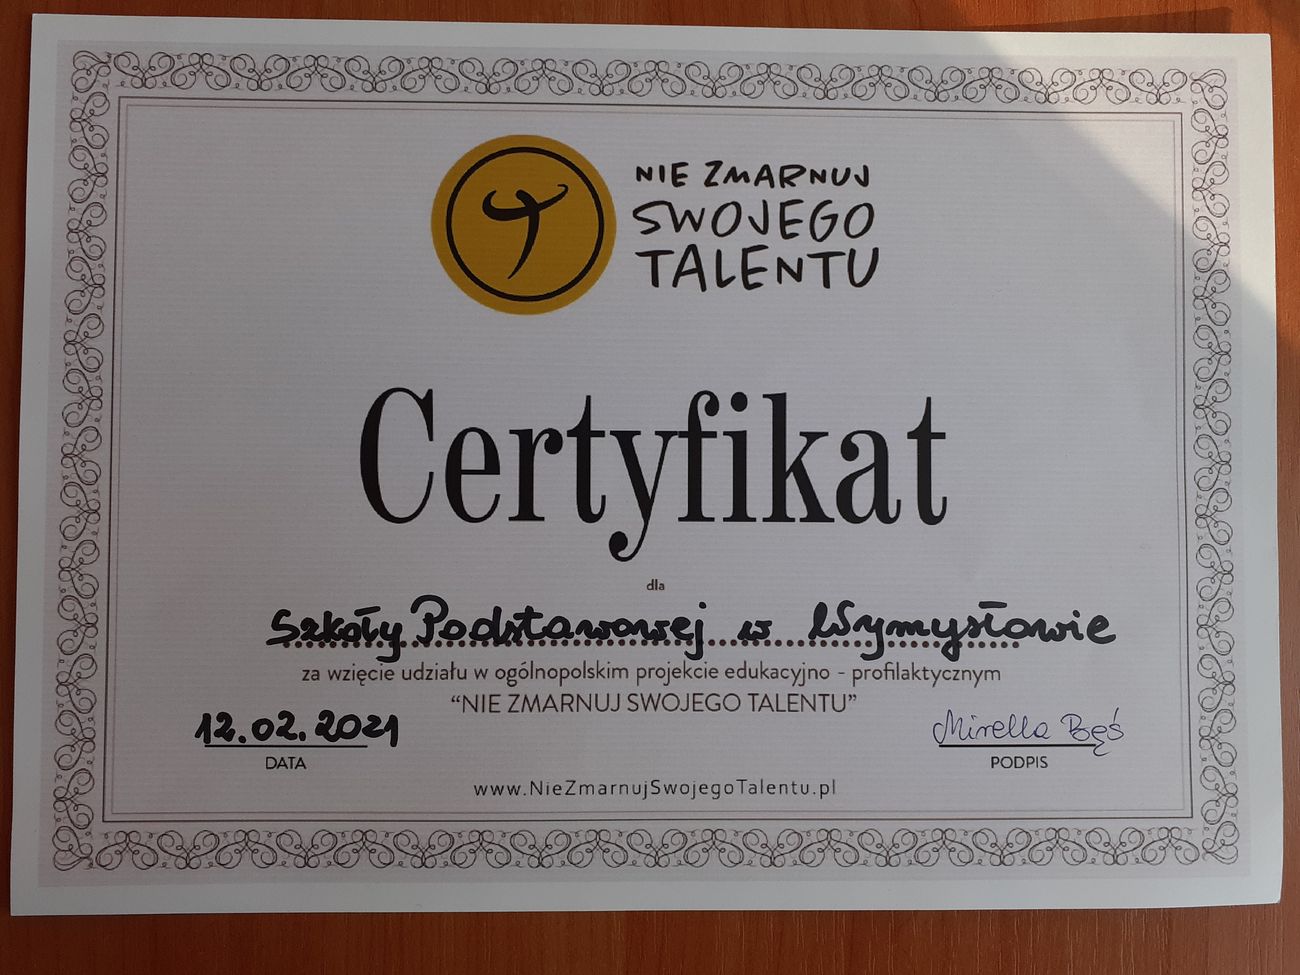 NIE ZMARNUJ
SWOJEGO
TALENTU
Certyfikat
dla
Szkoły Podstawowej w Wymysłowie
za wzięcie udziału w ogólnopolskim projekcie edukacyjno - profilaktycznym
“NIE ZMARNUJ SWOJEGO TALENTU”
12.02.2021
DATA
Mirella Bęś
PODPIS
www.NieZmarnujSwojegoTalentu.pl